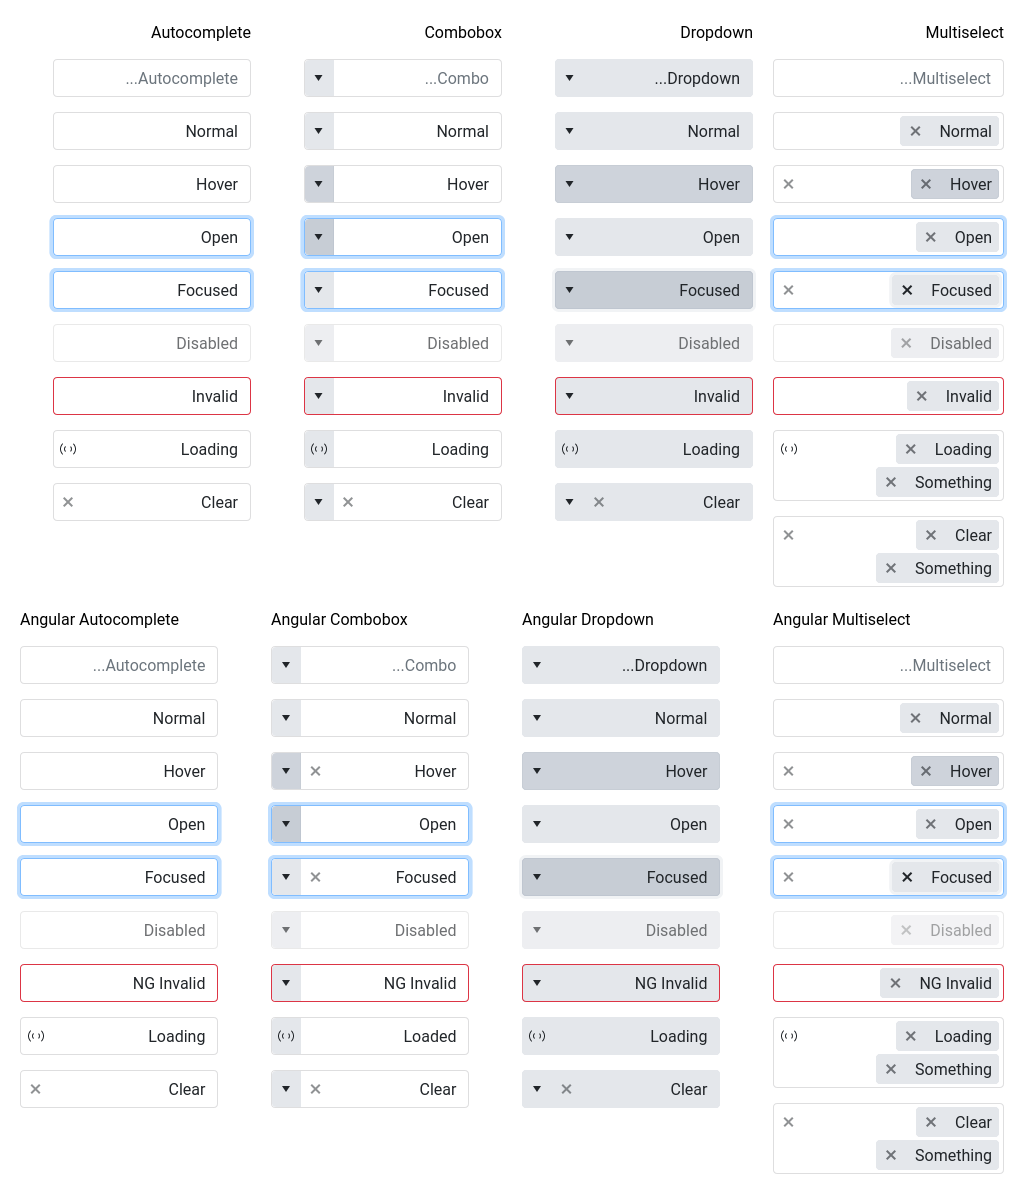 Autocomplete Combobox Dropdown Multiselect
...Autocomplete ...Combo ...Dropdown ...Multiselect
Normal Normal Normal Normal
Hover Hover Hover Hover
Open Open Open Open
Focused Focused Focused Focused
Disabled Disabled Disabled Disabled
Invalid Invalid Invalid Invalid
Loading Loading Loading Loading
Something
Clear Clear Clear
Clear
Something
Angular Autocomplete Angular Combobox Angular Dropdown Angular Multiselect
...Autocomplete ...Combo ...Dropdown ...Multiselect
Normal Normal Normal Normal
Hover Hover Hover Hover
Open Open Open Open
Focused Focused Focused Focused
Disabled Disabled Disabled Disabled
NG Invalid NG Invalid NG Invalid NG Invalid
Loading Loaded Loading Loading
Something
Clear Clear Clear
Clear
Something